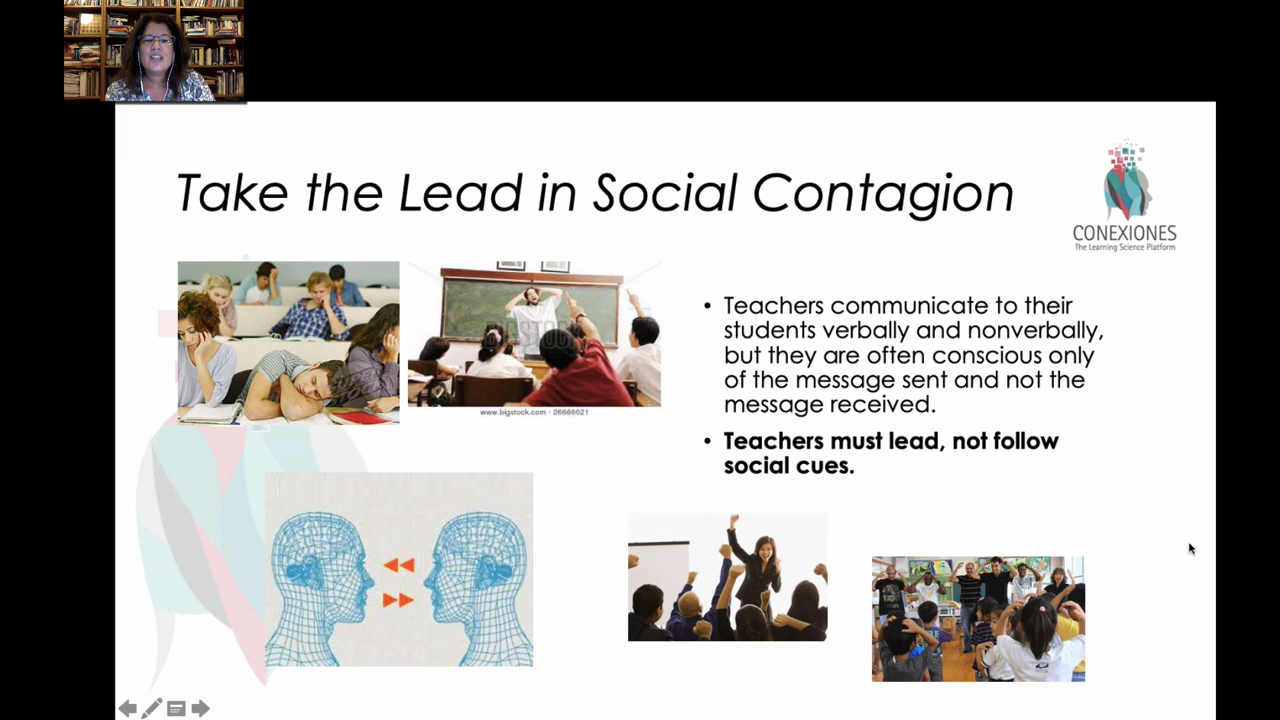 Take the Lead in Social Contagion
CONEXIONES
The Learning Science Platform
BIGSTOCK
www.bigstock.com · 26666021
• Teachers communicate to their
students verbally and nonverbally,
but they are often conscious only
of the message sent and not the
message received.
• Teachers must lead, not follow
social cues.